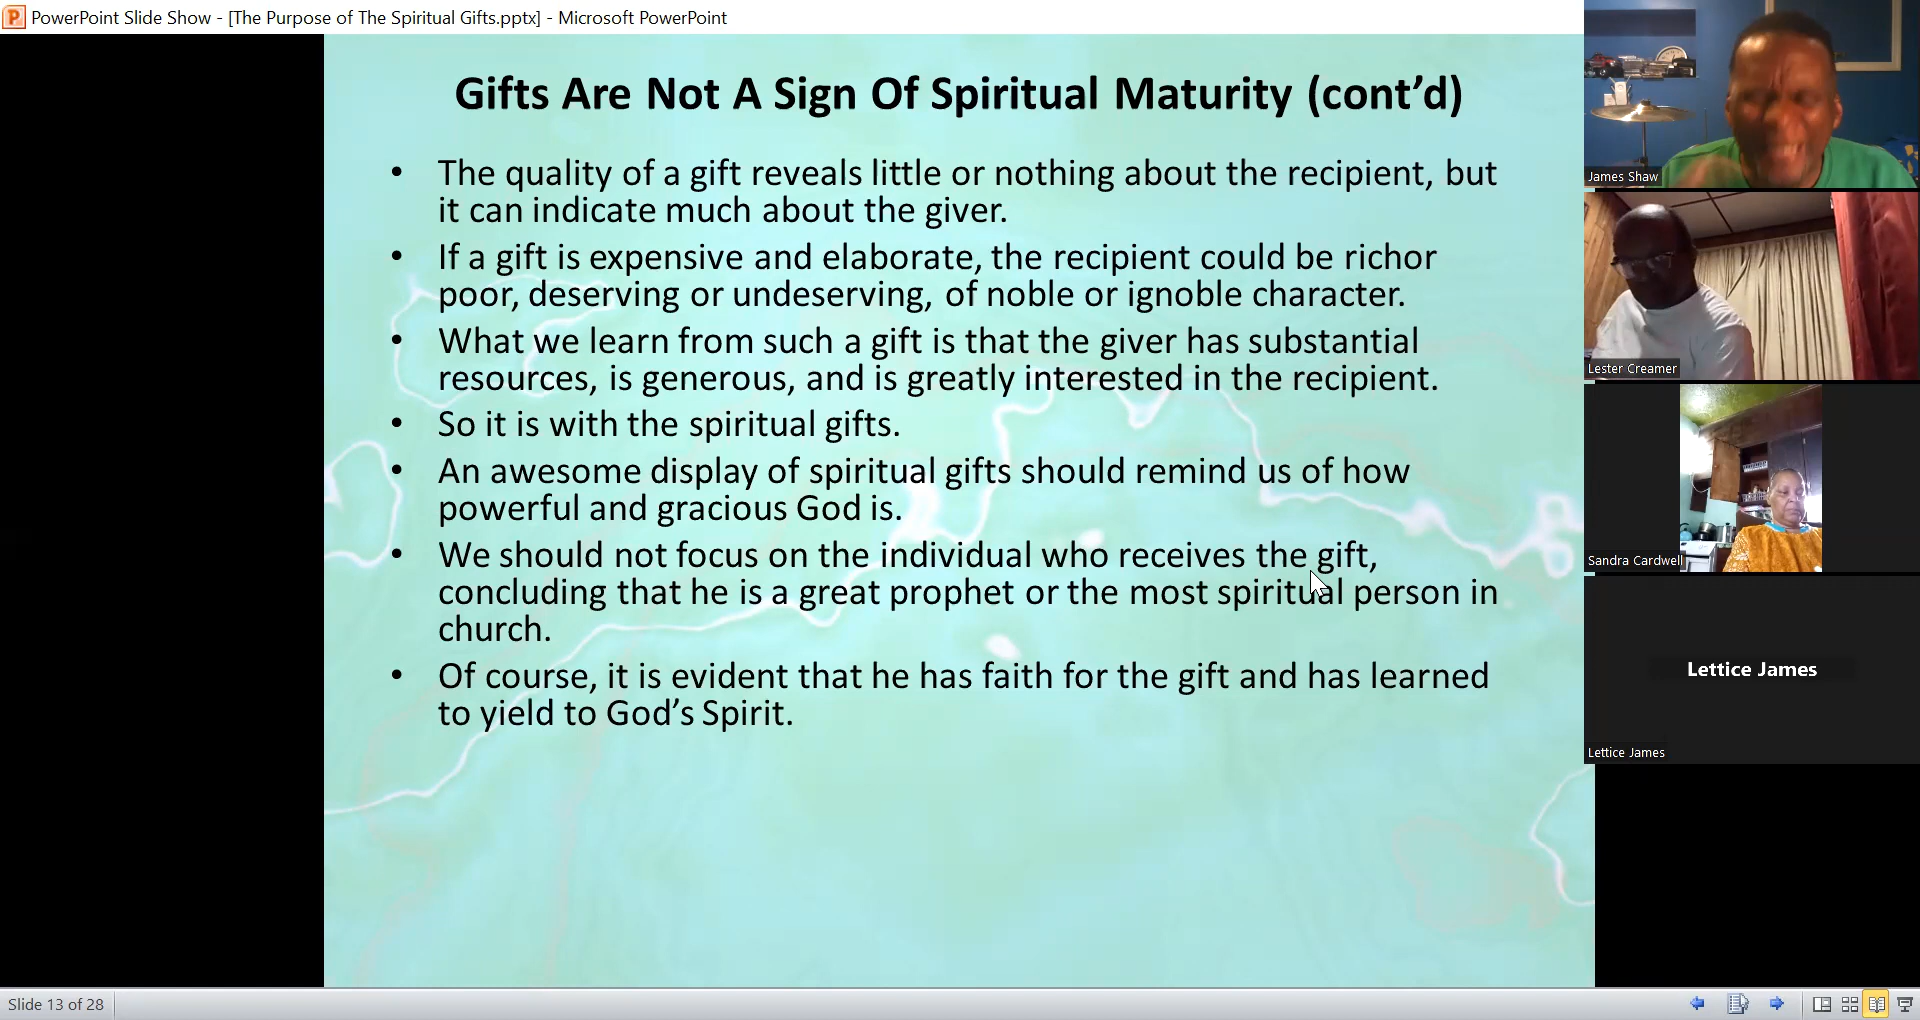 PowerPoint Slide Show - [The Purpose of The Spiritual Gifts.pptx] - Microsoft PowerPoint
Gifts Are Not A Sign Of Spiritual Maturity (cont’d)
• The quality of a gift reveals little or nothing about the recipient, but
it can indicate much about the giver.
• If a gift is expensive and elaborate, the recipient could be richor
poor, deserving or undeserving, of noble or ignoble character.
• What we learn from such a gift is that the giver has substantial
resources, is generous, and is greatly interested in the recipient.
• So it is with the spiritual gifts.
• An awesome display of spiritual gifts should remind us of how
powerful and gracious God is.
• We should not focus on the individual who receives the gift,
concluding that he is a great prophet or the most spiritual person in
church.
• Of course, it is evident that he has faith for the gift and has learned
to yield to God’s Spirit.
James Shaw
Lester Creamer
Sandra Cardwell
Lettice James
Lettice James
Slide 13 of 28